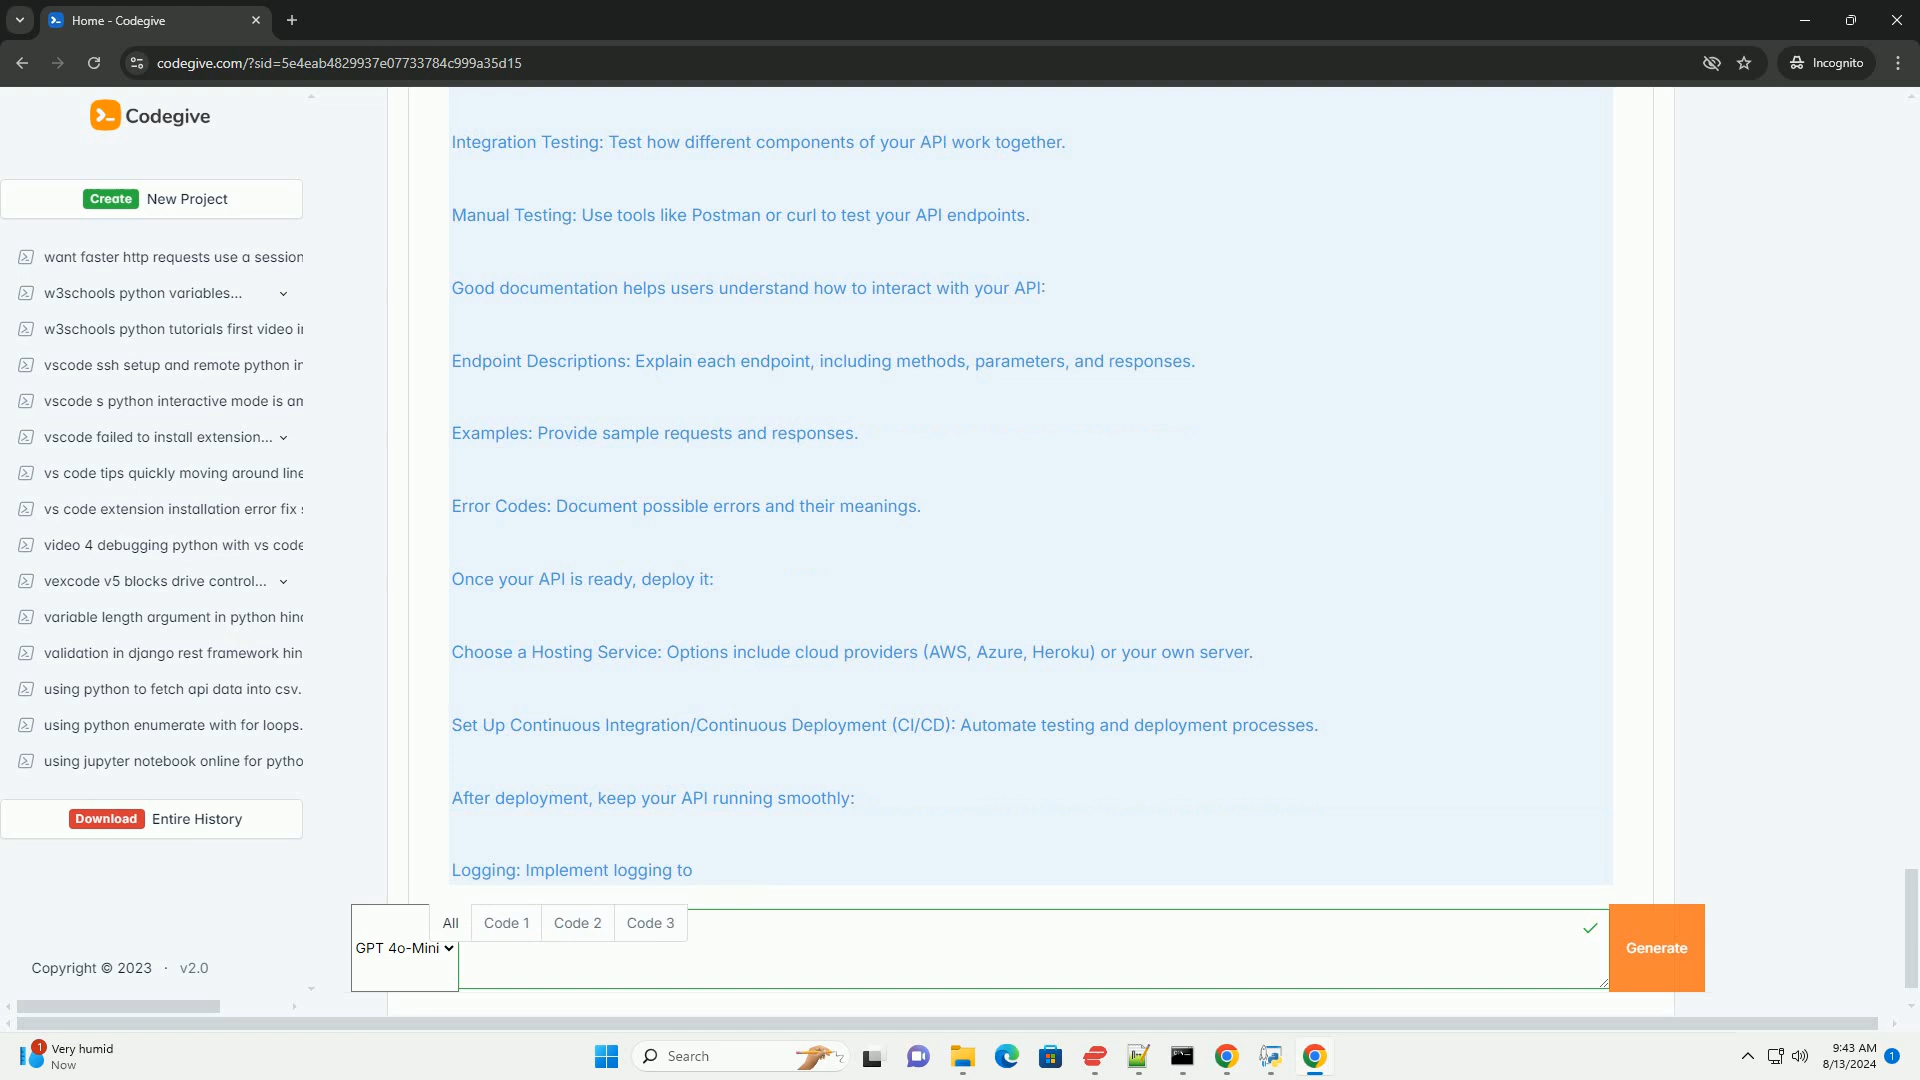 Home - Codegive
codegive.com/?sid=5e4eab4829937e07733784c999a35d15
Incognito
Codegive
Create New Project
want faster http requests use a session
w3schools python variables...
w3schools python tutorials first video in
vscode ssh setup and remote python in
vscode s python interactive mode is am
vscode failed to install extension...
vs code tips quickly moving around line
vs code extension installation error fix s
video 4 debugging python with vs code
vexcode v5 blocks drive control...
variable length argument in python hind
validation in django rest framework hin
using python to fetch api data into csv.
using python enumerate with for loops.
using jupyter notebook online for pytho
Download Entire History
Copyright © 2023 · v2.0
Integration Testing: Test how different components of your API work together.
Manual Testing: Use tools like Postman or curl to test your API endpoints.
Good documentation helps users understand how to interact with your API:
Endpoint Descriptions: Explain each endpoint, including methods, parameters, and responses.
Examples: Provide sample requests and responses.
Error Codes: Document possible errors and their meanings.
Once your API is ready, deploy it:
Choose a Hosting Service: Options include cloud providers (AWS, Azure, Heroku) or your own server.
Set Up Continuous Integration/Continuous Deployment (CI/CD): Automate testing and deployment processes.
After deployment, keep your API running smoothly:
Logging: Implement logging to
All Code 1 Code 2 Code 3
GPT 4o-Mini
Generate
1
Very humid
Now
Search
9:43 AM
8/13/2024
1